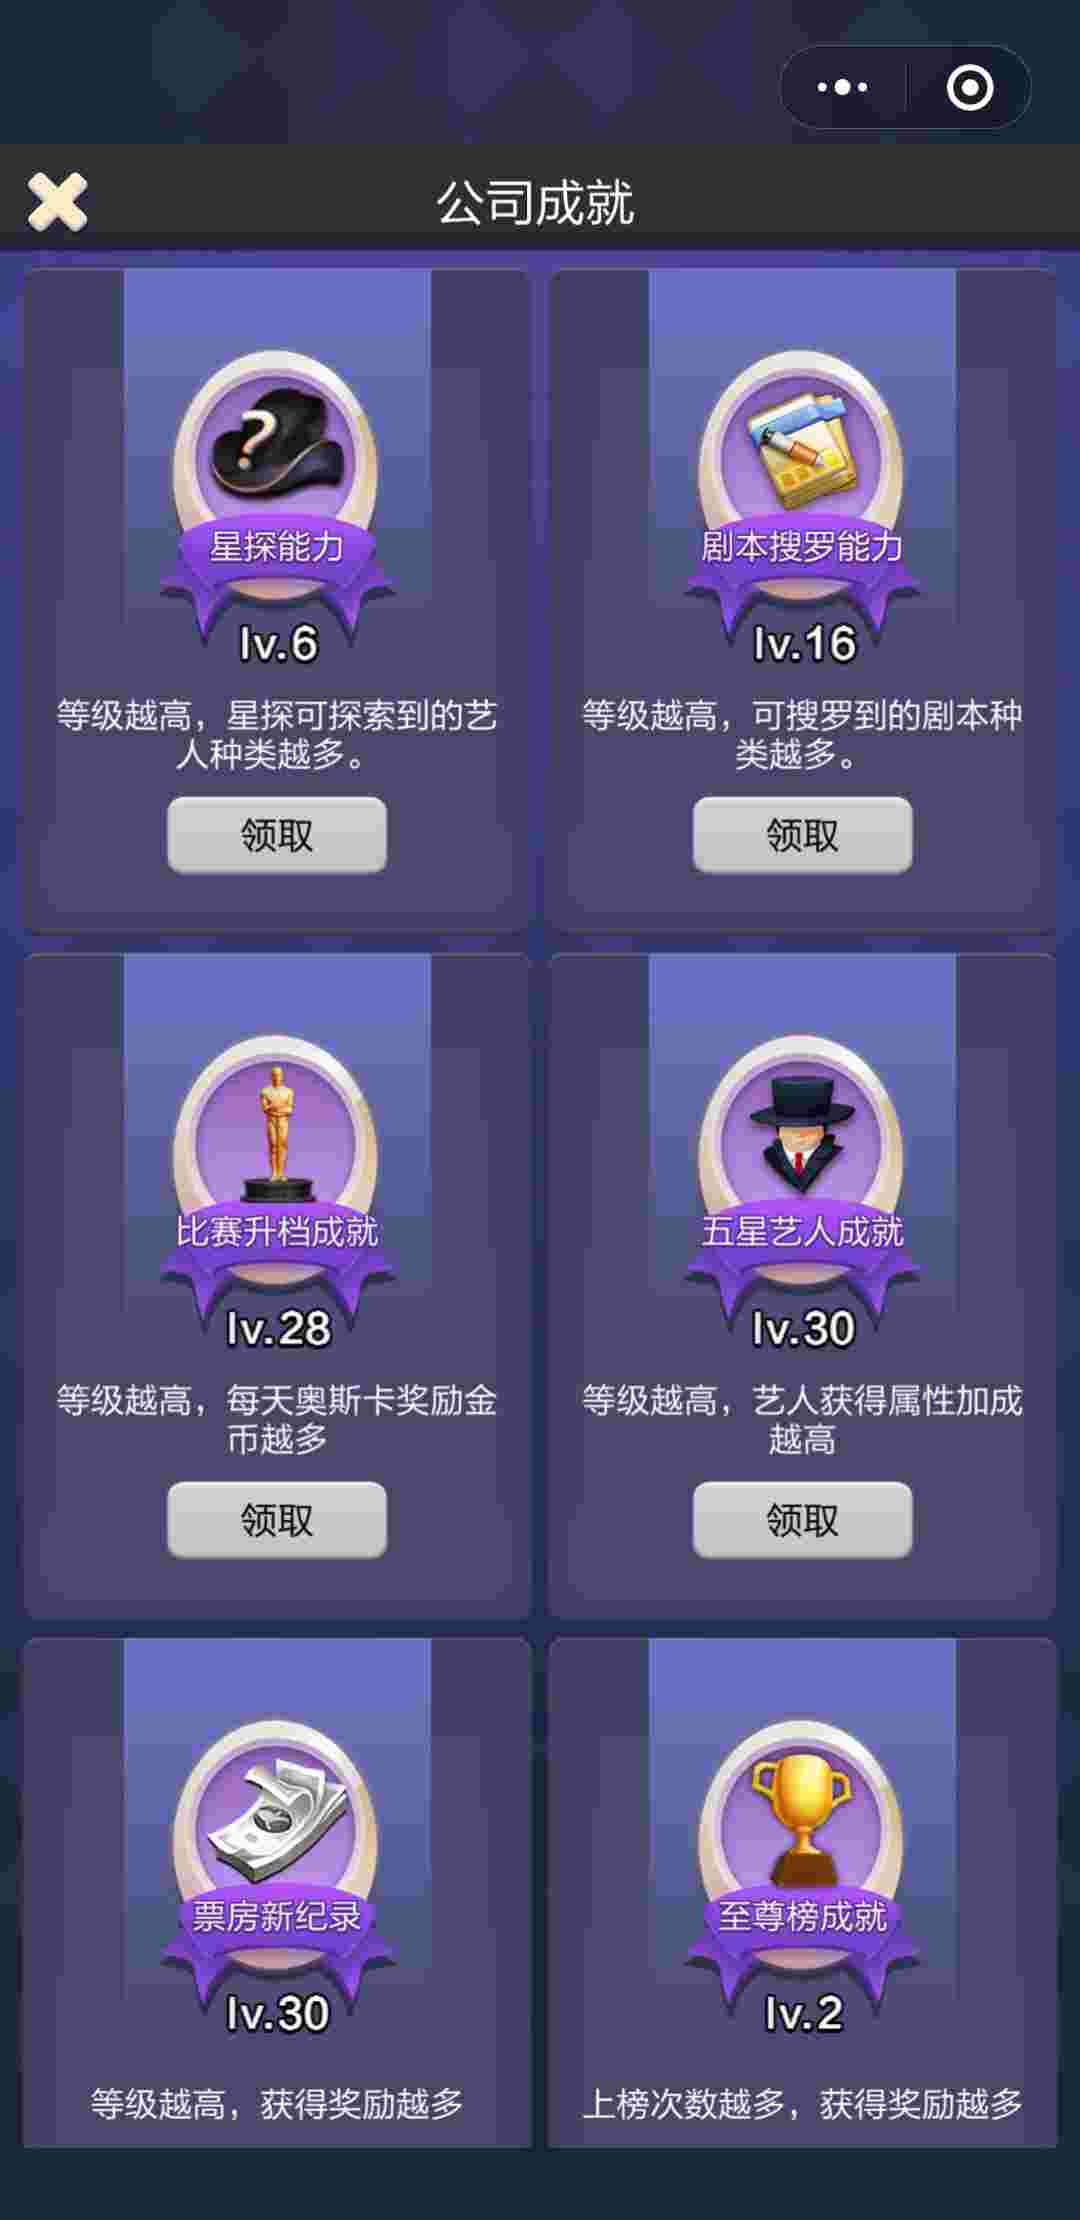 公司成就
?
星探能力
lv.6
等级越高，星探可探索到的艺
人种类越多。
领取
剧本搜罗能力
lv.16
等级越高，可搜罗到的剧本种
类越多。
领取
比赛升档成就
lv.28
等级越高，每天奥斯卡奖励金
币越多
领取
五星艺人成就
lv.30
等级越高，艺人获得属性加成
越高
领取
票房新纪录
lv.30
等级越高，获得奖励越多
至尊榜成就
lv.2
上榜次数越多，获得奖励越多